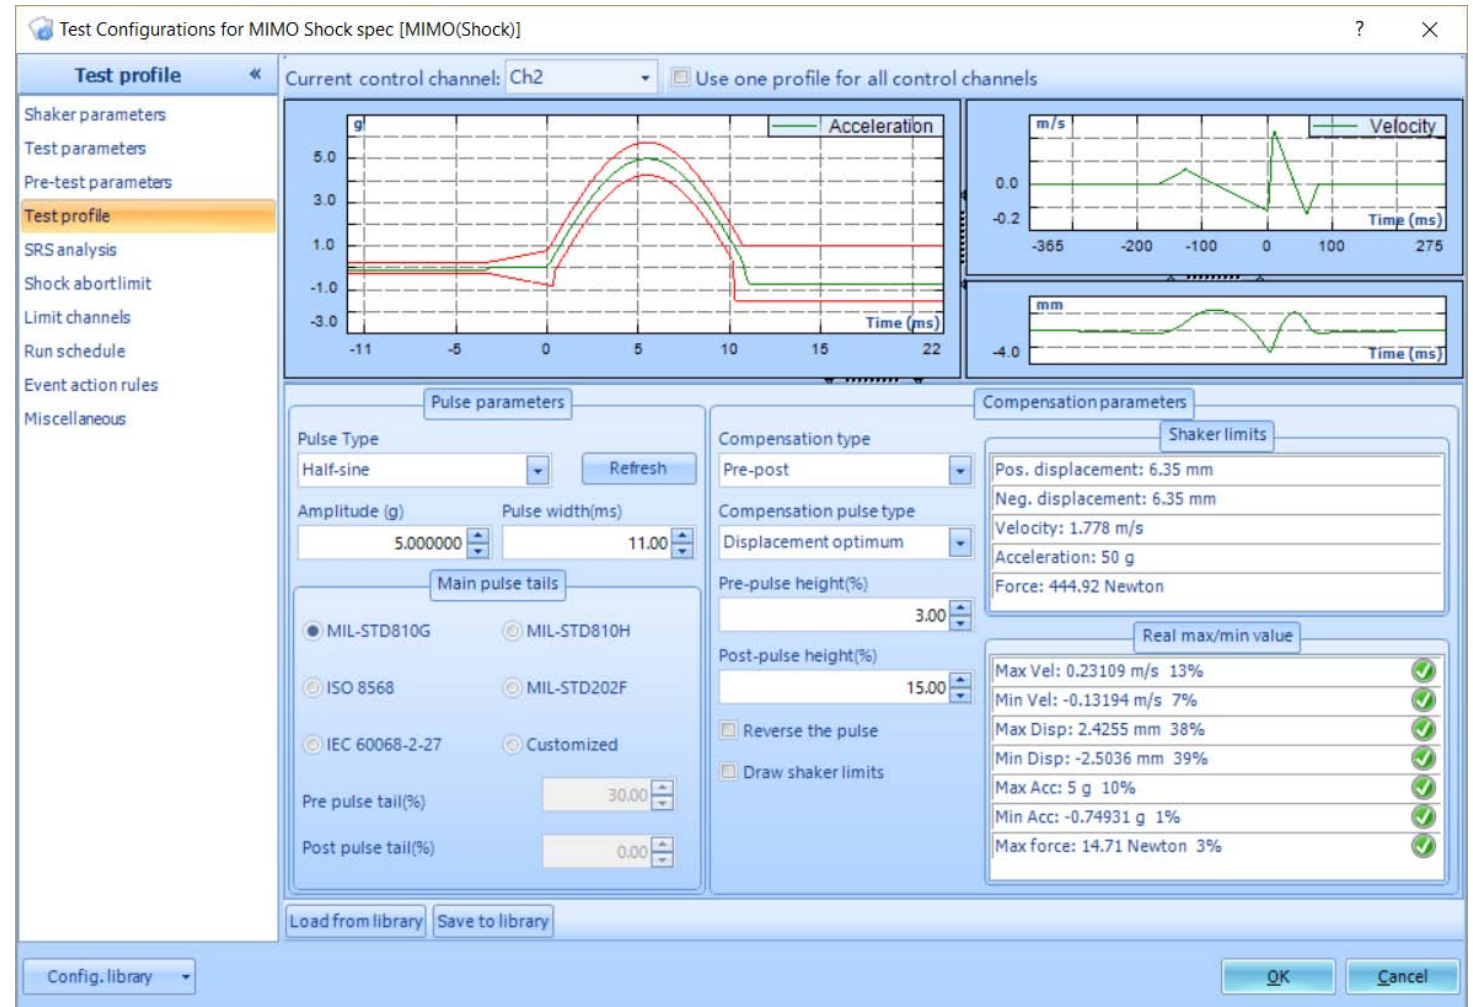 Test Configurations for MIMO Shock spec [MIMO(Shock)]
?
Test profile «
Shaker parameters
Test parameters
Pre-test parameters
Test profile
SRS analysis
Shock abort limit
Limit channels
Run schedule
Event action rules
Miscellaneous
Current control channel: Ch2
Use one profile for all control channels
g
Acceleration
5.0
3.0
1.0
-1.0
-3.0
Time (ms)
-11 -5 0 5 10 15 22
m/s
Velocity
0.0
-0.2
Time (ms)
-365 -200 -100 0 100 275
mm
-4.0
Time (ms)
Pulse parameters
Pulse Type
Half-sine
Refresh
Amplitude (g) Pulse width(ms)
5.000000 11.00
Main pulse tails
MIL-STD810G MIL-STD810H
ISO 8568 MIL-STD202F
IEC 60068-2-27 Customized
Pre pulse tail(%) 30.00
Post pulse tail(%) 0.00
Compensation parameters
Compensation type
Pre-post
Compensation pulse type
Displacement optimum
Pre-pulse height(%)
3.00
Post-pulse height(%)
15.00
Reverse the pulse
Draw shaker limits
Shaker limits
Pos. displacement: 6.35 mm
Neg. displacement: 6.35 mm
Velocity: 1.778 m/s
Acceleration: 50 g
Force: 444.92 Newton
Real max/min value
Max Vel: 0.23109 m/s 13%
Min Vel: -0.13194 m/s 7%
Max Disp: 2.4255 mm 38%
Min Disp: -2.5036 mm 39%
Max Acc: 5 g 10%
Min Acc: -0.74931 g 1%
Max force: 14.71 Newton 3%
Load from library Save to library
Config. library
OK Cancel